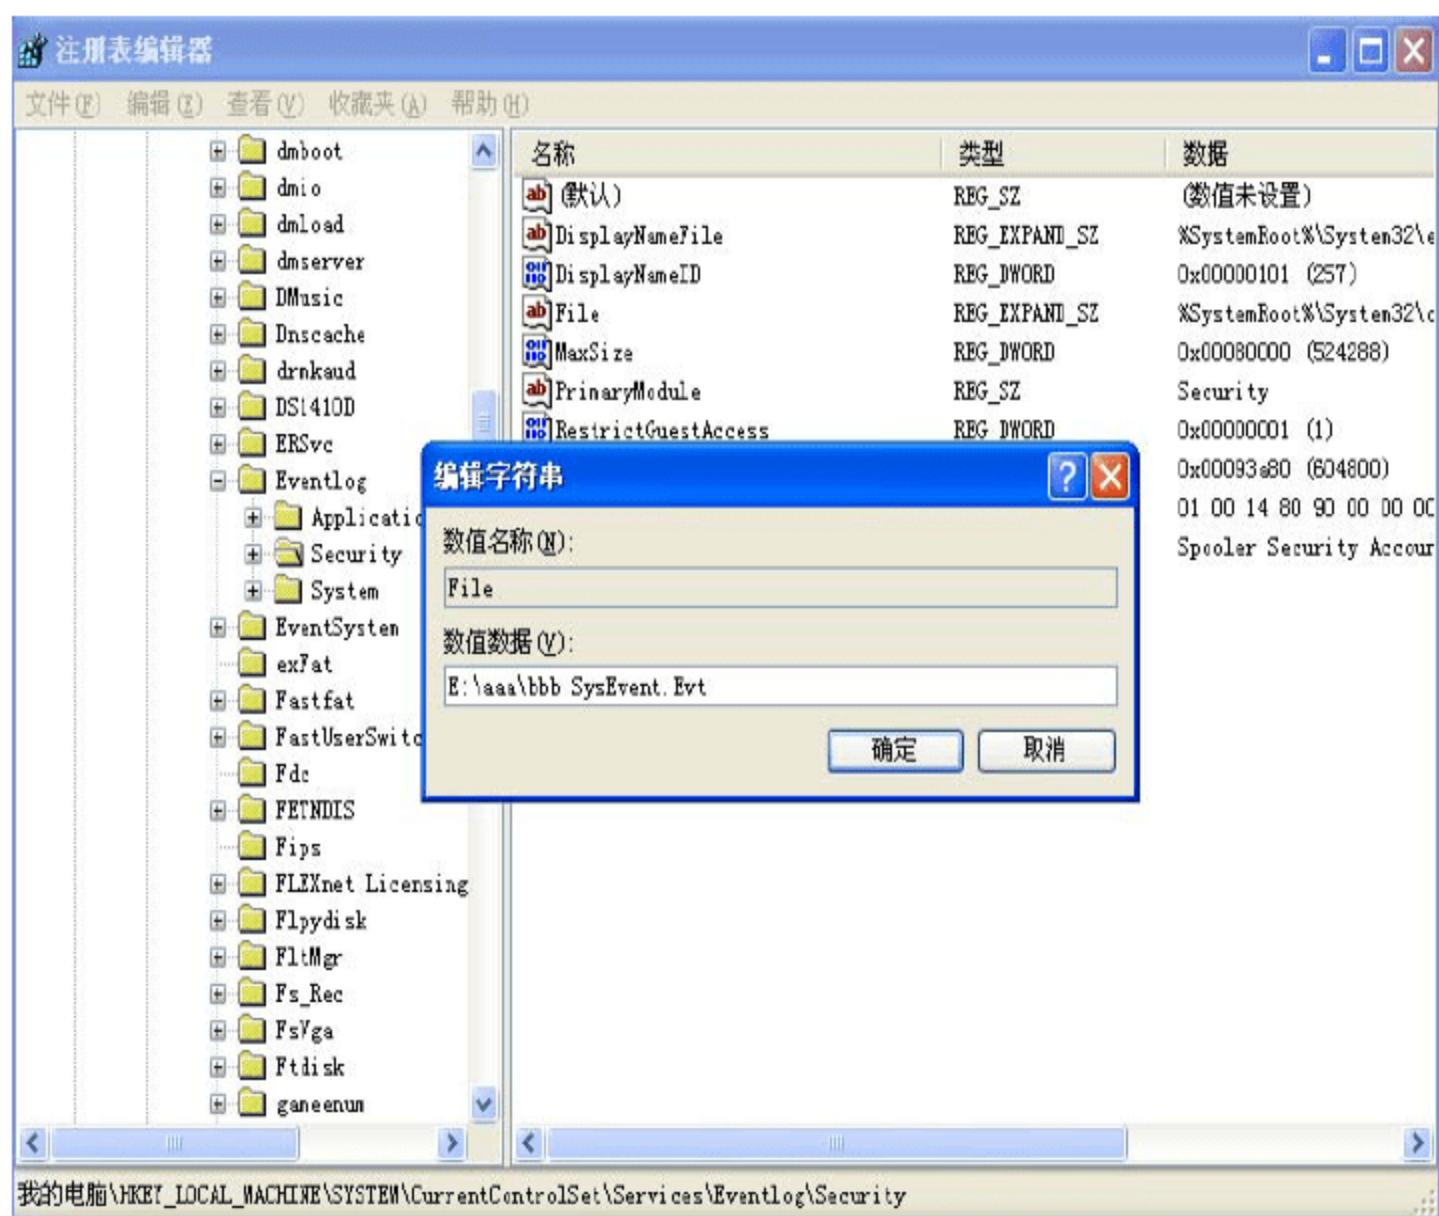 注册表编辑器
文件(F) 编辑(E) 查看(V) 收藏夹(A) 帮助(H)
dmboot
dmio
dmload
dmserver
DMusic
Dnscache
drmkaud
DS1410D
ERSvc
Eventlog
Applicatic
Security
System
EventSystem
exFat
Fastfat
FastUserSwitc
Fdc
FETNDIS
Fips
FLEXnet Licensing
Flpydisk
FltMgr
Fs_Rec
FsVga
Ftdisk
gameenum
名称 类型 数据
(默认) REG_SZ (数值未设置)
DisplayNameFile REG_EXPAND_SZ %SystemRoot%\System32\e
DisplayNameID REG_DWORD 0x00000101 (257)
File REG_EXPAND_SZ %SystemRoot%\System32\c
MaxSize REG_DWORD 0x00080000 (524288)
PrimaryModule REG_SZ Security
RestrictGuestAccess REG_DWORD 0x00000001 (1)
0x00093a80 (604800)
01 00 14 80 90 00 00 00
Spooler Security Accour
编辑字符串
数值名称(N):
File
数值数据(V):
E:\aaa\bbb SysEvent.Evt
确定 取消
我的电脑\HKEY_LOCAL_MACHINE\SYSTEM\CurrentControlSet\Services\Eventlog\Security